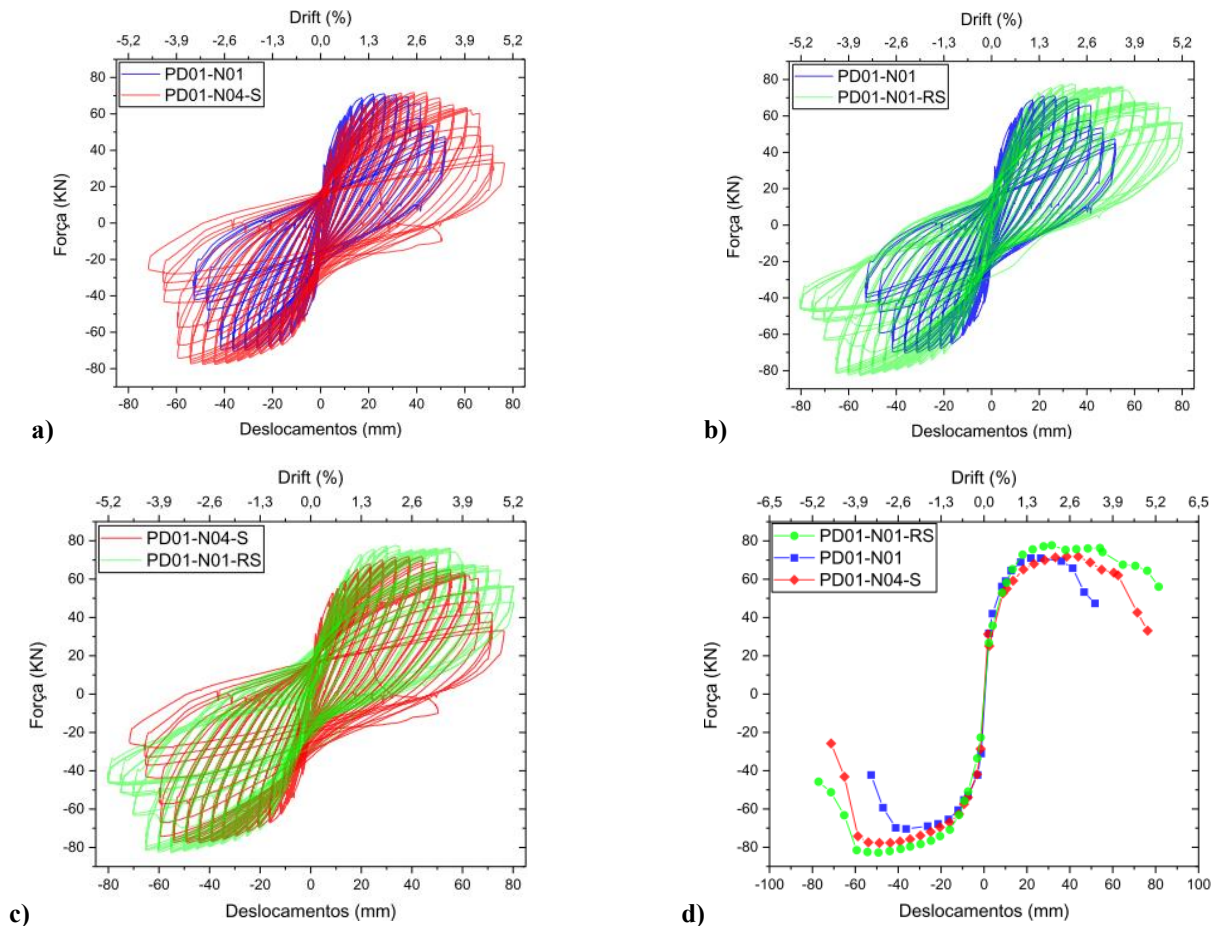 Drift (%)
-5,2 -3,9 -2,6 -1,3 0,0 1,3 2,6 3,9 5,2
PD01-N01
PD01-N04-S
Força (KN)
80
60
40
20
0
-20
-40
-60
-80
-80 -60 -40 -20 0 20 40 60 80
Deslocamentos (mm)
a)
Drift (%)
-5,2 -3,9 -2,6 -1,3 0,0 1,3 2,6 3,9 5,2
PD01-N01
PD01-N01-RS
Força (KN)
80
60
40
20
0
-20
-40
-60
-80
-80 -60 -40 -20 0 20 40 60 80
Deslocamentos (mm)
b)
Drift (%)
-5,2 -3,9 -2,6 -1,3 0,0 1,3 2,6 3,9 5,2
PD01-N04-S
PD01-N01-RS
Força (KN)
80
60
40
20
0
-20
-40
-60
-80
-80 -60 -40 -20 0 20 40 60 80
Deslocamentos (mm)
c)
Drift (%)
-6,5 -5,2 -3,9 -2,6 -1,3 0,0 1,3 2,6 3,9 5,2 6,5
PD01-N01-RS
PD01-N01
PD01-N04-S
Força (KN)
80
60
40
20
0
-20
-40
-60
-80
-100 -80 -60 -40 -20 0 20 40 60 80 100
Deslocamentos (mm)
d)